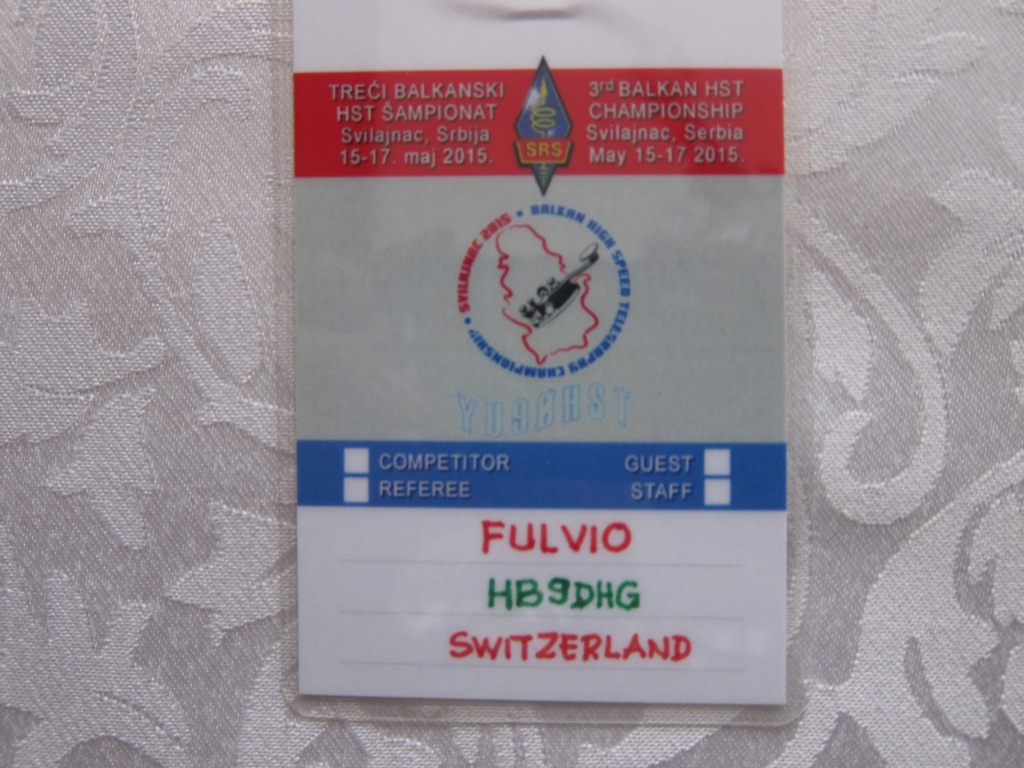 TREĆI BALKANSKI
HST ŠAMPIONAT
Svilajnac, Srbija
15-17. maj 2015.
SRS
3rd BALKAN HST
CHAMPIONSHIP
Svilajnac, Serbia
May 15-17 2015.
SVILAJNAC 2015 • BALKAN HIGH SPEED TELEGRAPHY CHAMPIONSHIP •
YU9ØHST
COMPETITOR
REFEREE
GUEST
STAFF
FULVIO
HB9DHG
SWITZERLAND